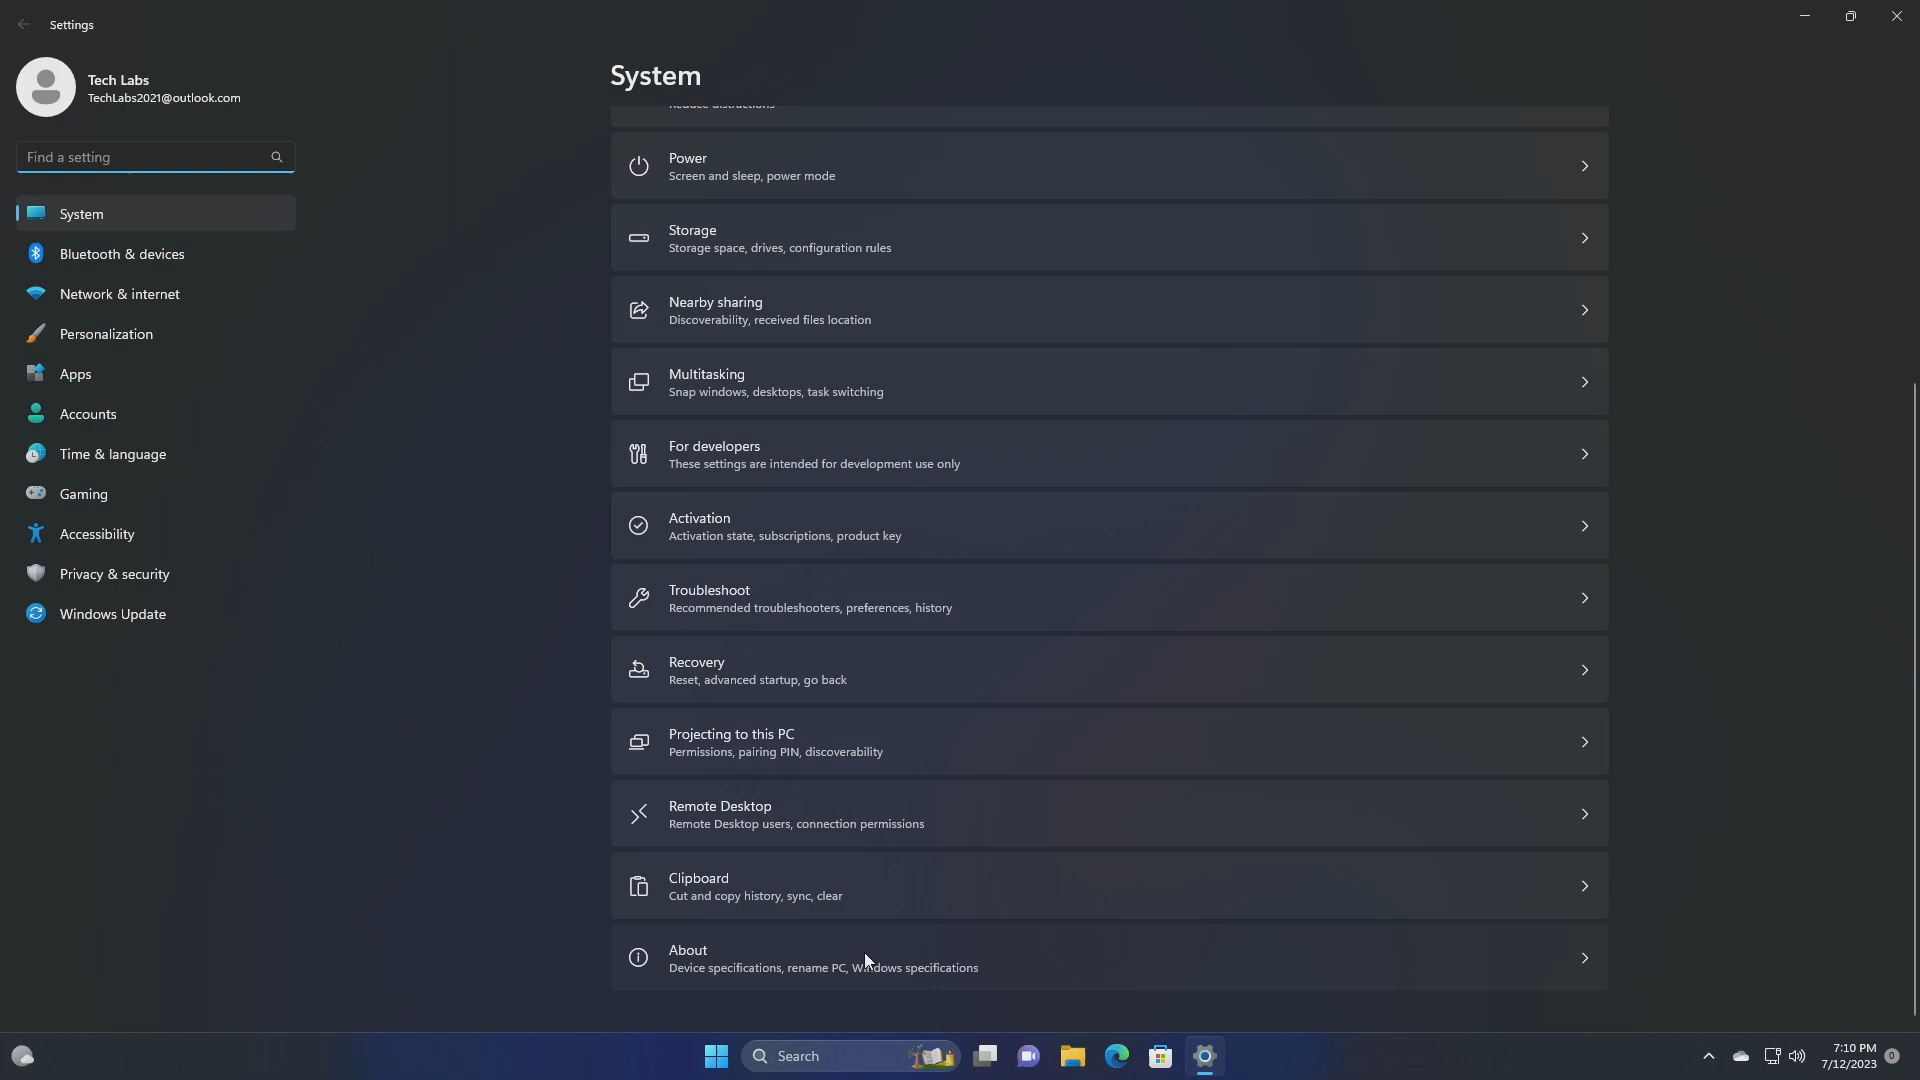 Settings
Tech Labs
TechLabs2021@outlook.com
Find a setting
System
Bluetooth & devices
Network & internet
Personalization
Apps
Accounts
Time & language
Gaming
Accessibility
Privacy & security
Windows Update
System
Reduce distractions
Power
Screen and sleep, power mode
Storage
Storage space, drives, configuration rules
Nearby sharing
Discoverability, received files location
Multitasking
Snap windows, desktops, task switching
For developers
These settings are intended for development use only
Activation
Activation state, subscriptions, product key
Troubleshoot
Recommended troubleshooters, preferences, history
Recovery
Reset, advanced startup, go back
Projecting to this PC
Permissions, pairing PIN, discoverability
Remote Desktop
Remote Desktop users, connection permissions
Clipboard
Cut and copy history, sync, clear
About
Device specifications, rename PC, Windows specifications
Search
7:10 PM
7/12/2023
0